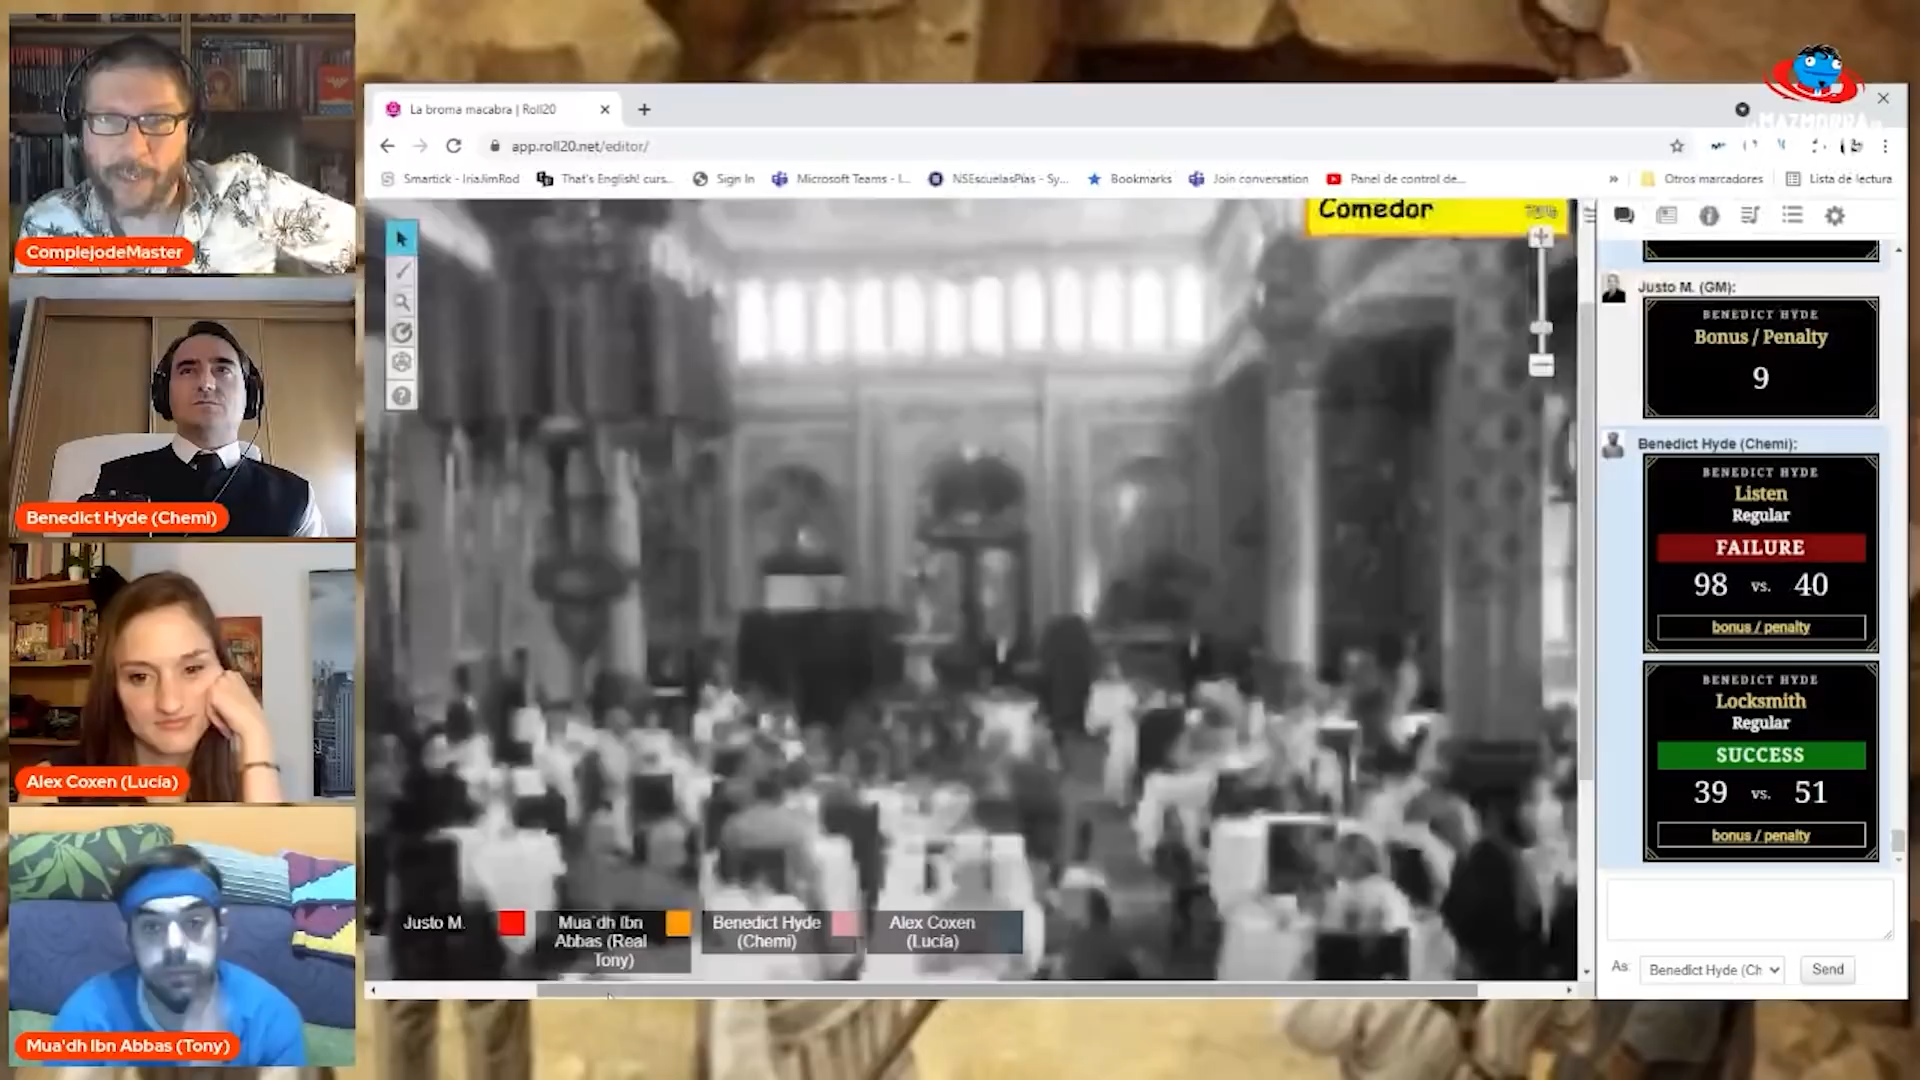 ComplejodeMaster
Benedict Hyde (Chemi)
Alex Coxen (Lucía)
Mua'dh Ibn Abbas (Tony)
La broma macabra | Roll20
app.roll20.net/editor/
Smartick - IriaJimRod
That's English! curs...
Sign In
Microsoft Teams - I...
NSEscuelasPías - Sy...
Bookmarks
Join conversation
Panel de control de...
»
Otros marcadores
Lista de lectura
MAZMORRA
Comedor
Justo M.
Mua´dh Ibn
Abbas (Real
Tony)
Benedict Hyde
(Chemi)
Alex Coxen
(Lucía)
Justo M. (GM):
BENEDICT HYDE
Bonus / Penalty
9
Benedict Hyde (Chemi):
BENEDICT HYDE
Listen
Regular
FAILURE
98 vs. 40
bonus / penalty
BENEDICT HYDE
Locksmith
Regular
SUCCESS
39 vs. 51
bonus / penalty
As:
Benedict Hyde (Ch
Send